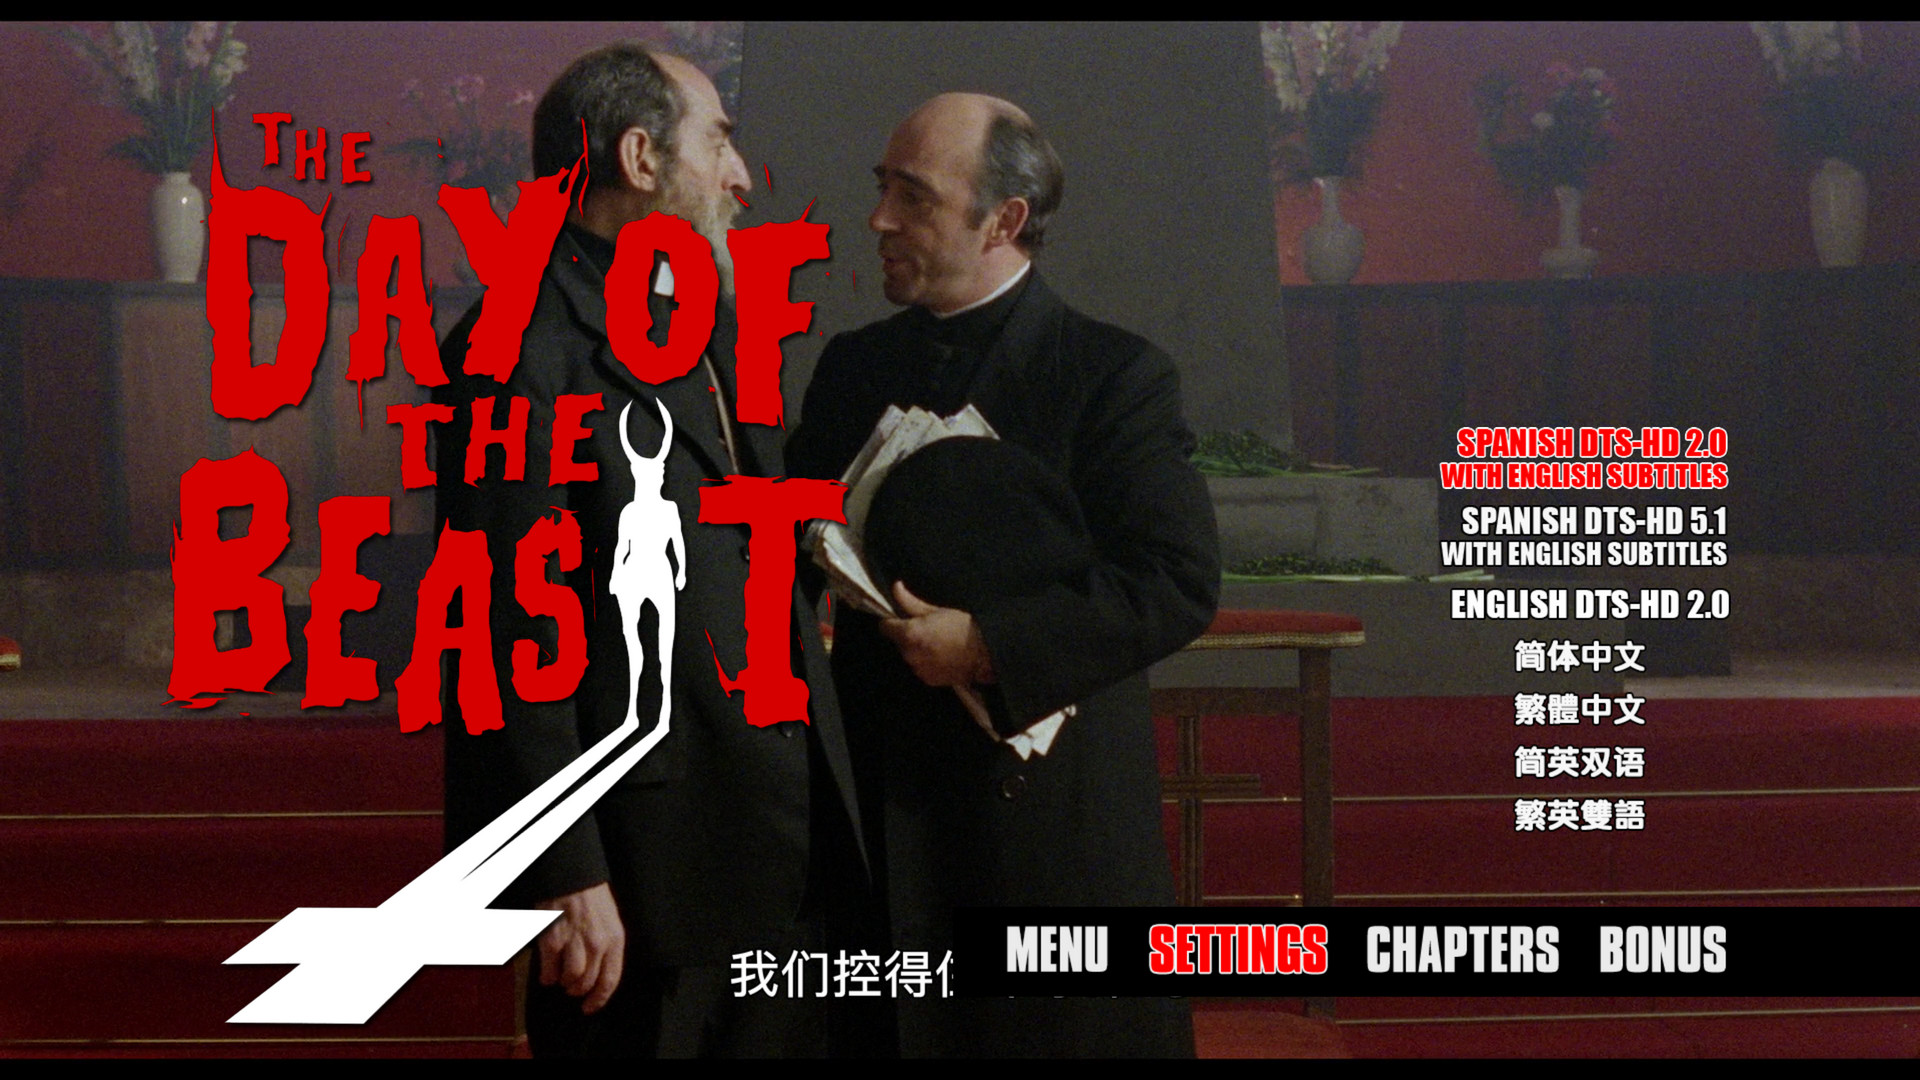 THE
DAY OF
THE
BEAST
SPANISH DTS-HD 2.0
WITH ENGLISH SUBTITLES
SPANISH DTS-HD 5.1
WITH ENGLISH SUBTITLES
ENGLISH DTS-HD 2.0
简体中文
繁體中文
简英双语
繁英雙語
MENU SETTINGS CHAPTERS BONUS
我们控得